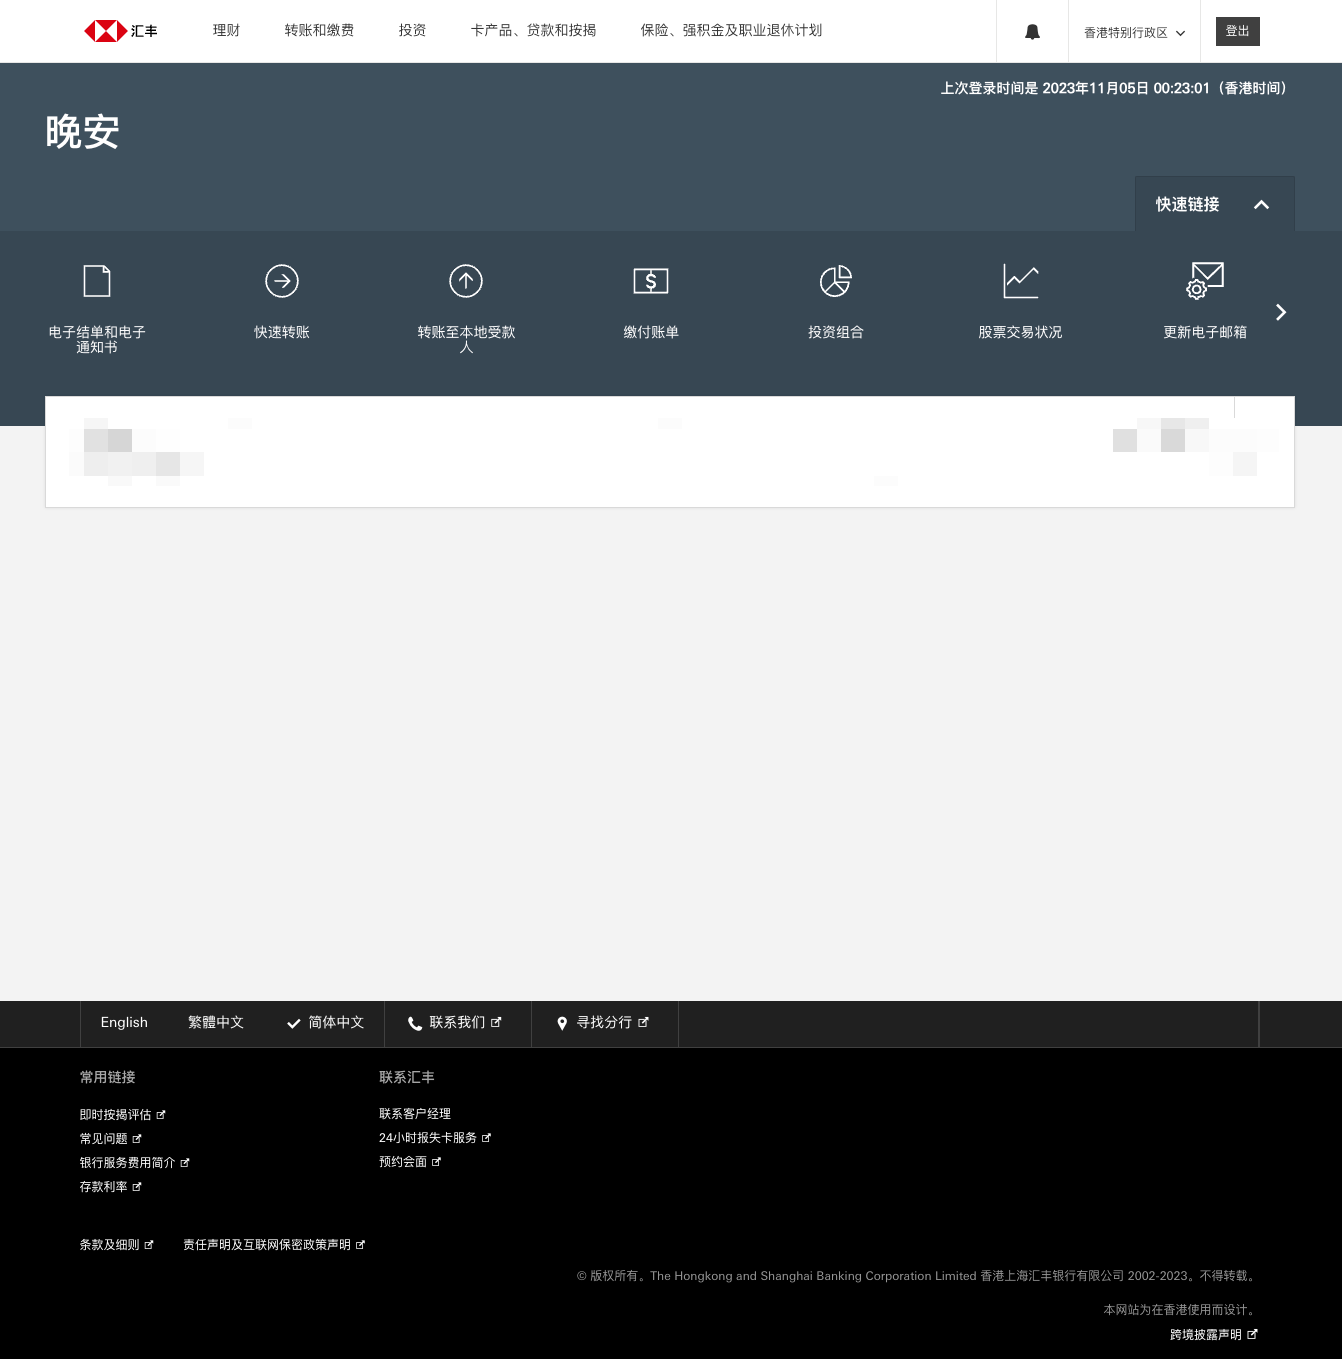 汇丰
理财
转账和缴费
投资
卡产品、贷款和按揭
保险、强积金及职业退休计划
香港特别行政区
登出
上次登录时间是 2023年11月05日 00:23:01（香港时间）
晚安
快速链接
电子结单和电子
通知书
快速转账
转账至本地受款
人
缴付账单
投资组合
股票交易状况
更新电子邮箱
English
繁體中文
简体中文
联系我们
寻找分行
常用链接
即时按揭评估
常见问题
银行服务费用简介
存款利率
联系汇丰
联系客户经理
24小时报失卡服务
预约会面
条款及细则
责任声明及互联网保密政策声明
© 版权所有。The Hongkong and Shanghai Banking Corporation Limited 香港上海汇丰银行有限公司 2002-2023。不得转载。
本网站为在香港使用而设计。
跨境披露声明